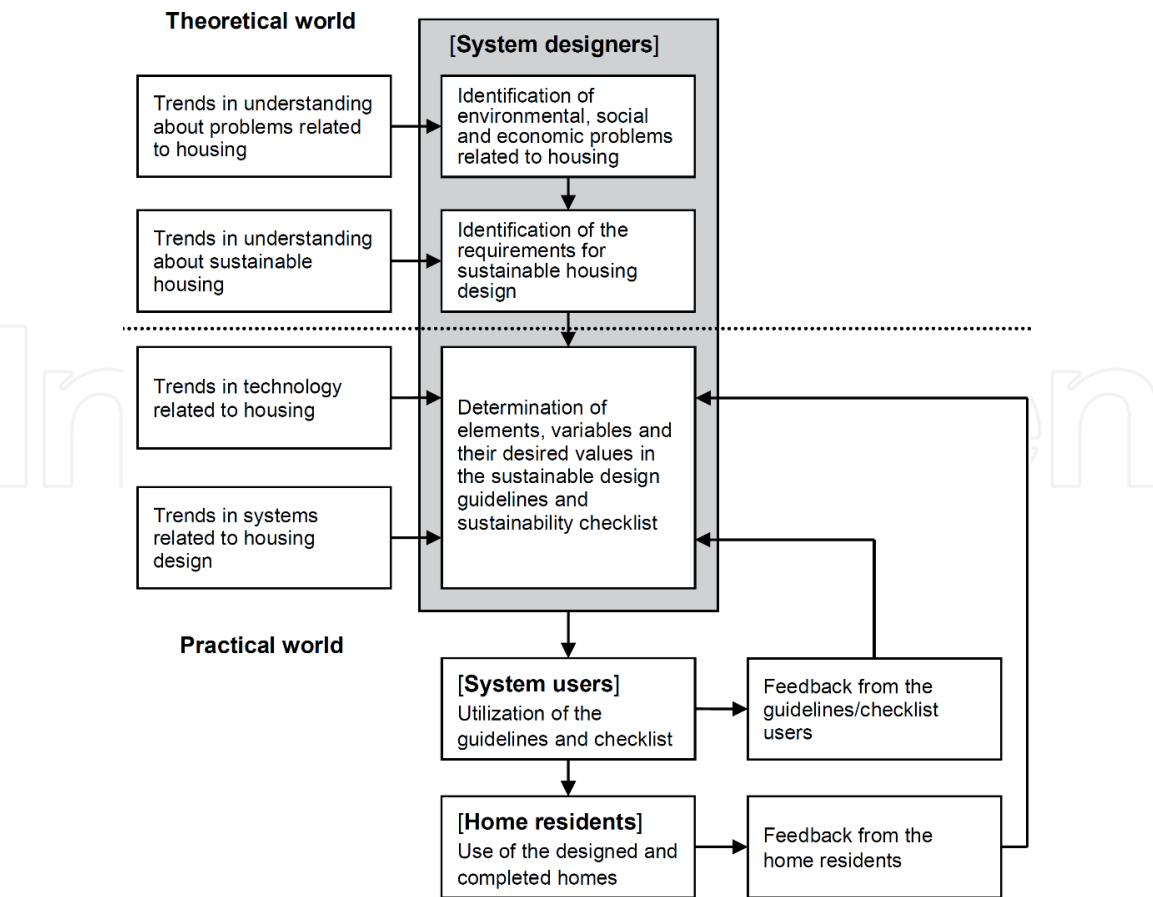 Theoretical world
[System designers]
Trends in understanding
about problems related
to housing
Identification of
environmental, social
and economic problems
related to housing
Trends in understanding
about sustainable
housing
Identification of the
requirements for
sustainable housing
design
Trends in technology
related to housing
Determination of
elements, variables and
their desired values in
the sustainable design
guidelines and
sustainability checklist
Trends in systems
related to housing
design
Practical world
[System users]
Utilization of the
guidelines and checklist
Feedback from the
guidelines/checklist
users
[Home residents]
Use of the designed and
completed homes
Feedback from the
home residents